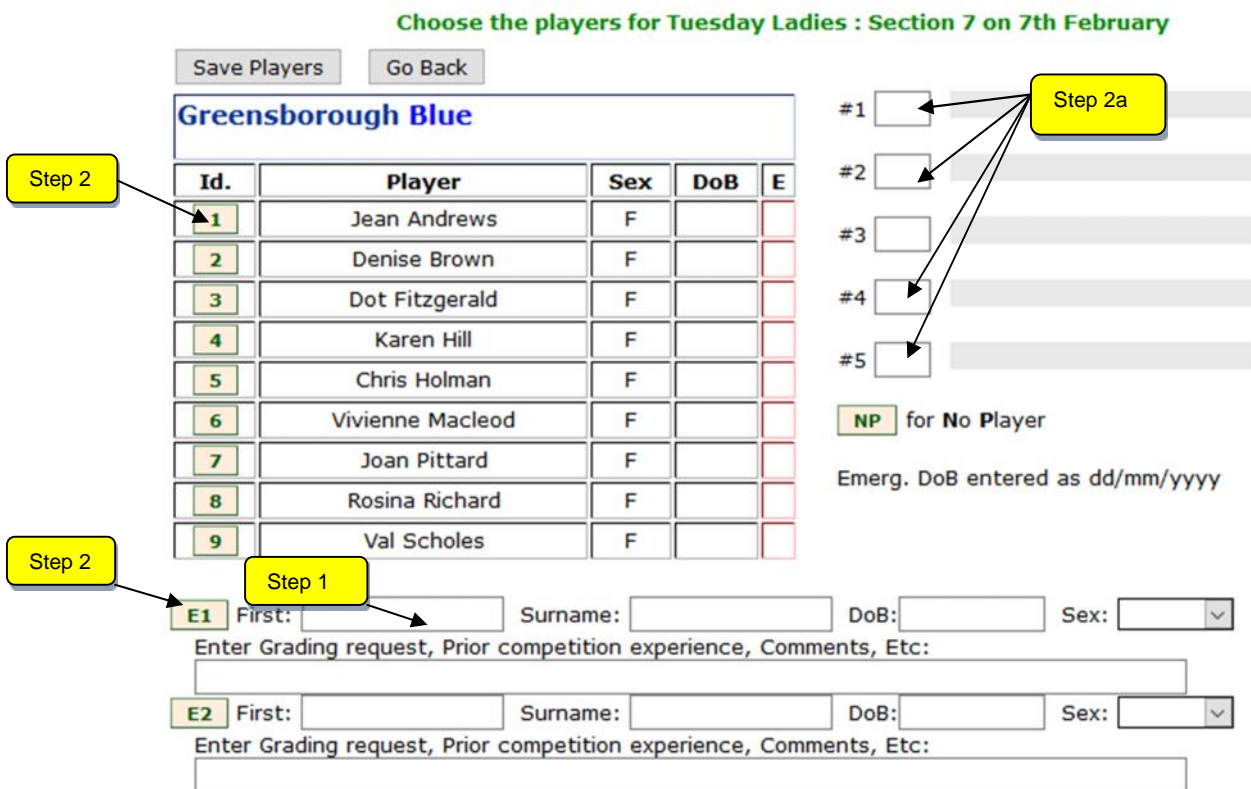 Choose the players for Tuesday Ladies : Section 7 on 7th February
Save Players Go Back
Greensborough Blue
Step 2
Id. Player Sex DoB E
1 Jean Andrews F
2 Denise Brown F
3 Dot Fitzgerald F
4 Karen Hill F
5 Chris Holman F
6 Vivienne Macleod F
7 Joan Pittard F
8 Rosina Richard F
9 Val Scholes F
#1
Step 2a
#2
#3
#4
#5
NP for No Player
Emerg. DoB entered as dd/mm/yyyy
Step 2
Step 1
E1 First: Surname: DoB: Sex:
Enter Grading request, Prior competition experience, Comments, Etc:
E2 First: Surname: DoB: Sex:
Enter Grading request, Prior competition experience, Comments, Etc: